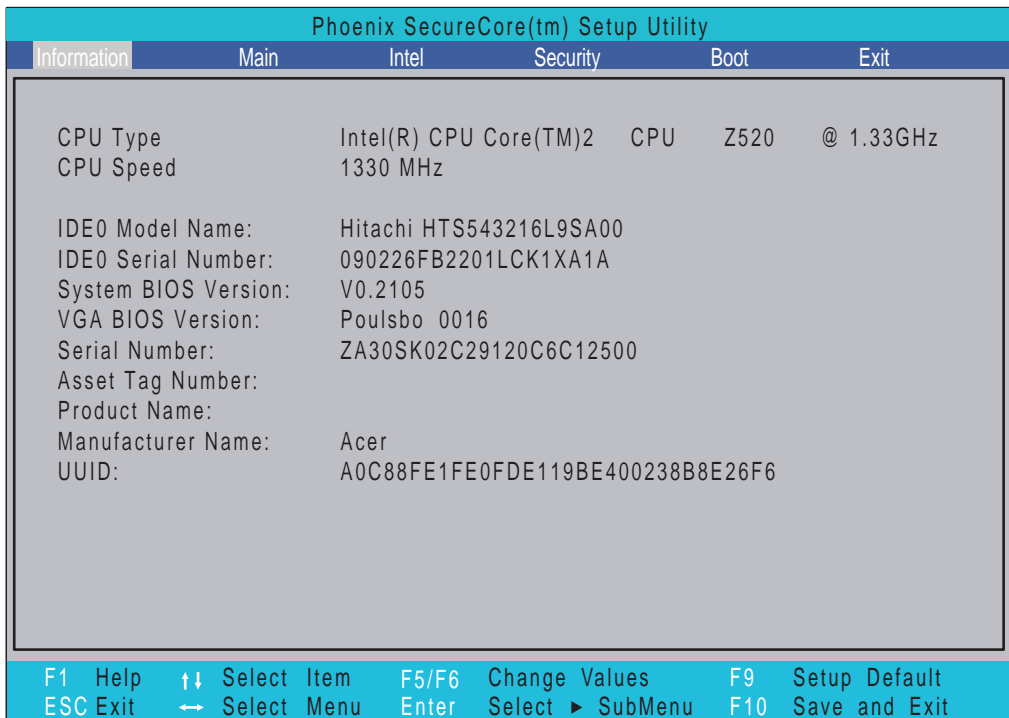 Phoenix SecureCore(tm) Setup Utility
Information Main Intel Security Boot Exit
CPU Type Intel(R) CPU Core(TM)2 CPU Z520 @ 1.33GHz
CPU Speed 1330 MHz
IDE0 Model Name: Hitachi HTS543216L9SA00
IDE0 Serial Number: 090226FB2201LCK1XA1A
System BIOS Version: V0.2105
VGA BIOS Version: Poulsbo 0016
Serial Number: ZA30SK02C29120C6C12500
Asset Tag Number:
Product Name:
Manufacturer Name: Acer
UUID: A0C88FE1FE0FDE119BE400238B8E26F6
F1 Help ↑↓ Select Item F5/F6 Change Values F9 Setup Default
ESC Exit ↔ Select Menu Enter Select ► SubMenu F10 Save and Exit